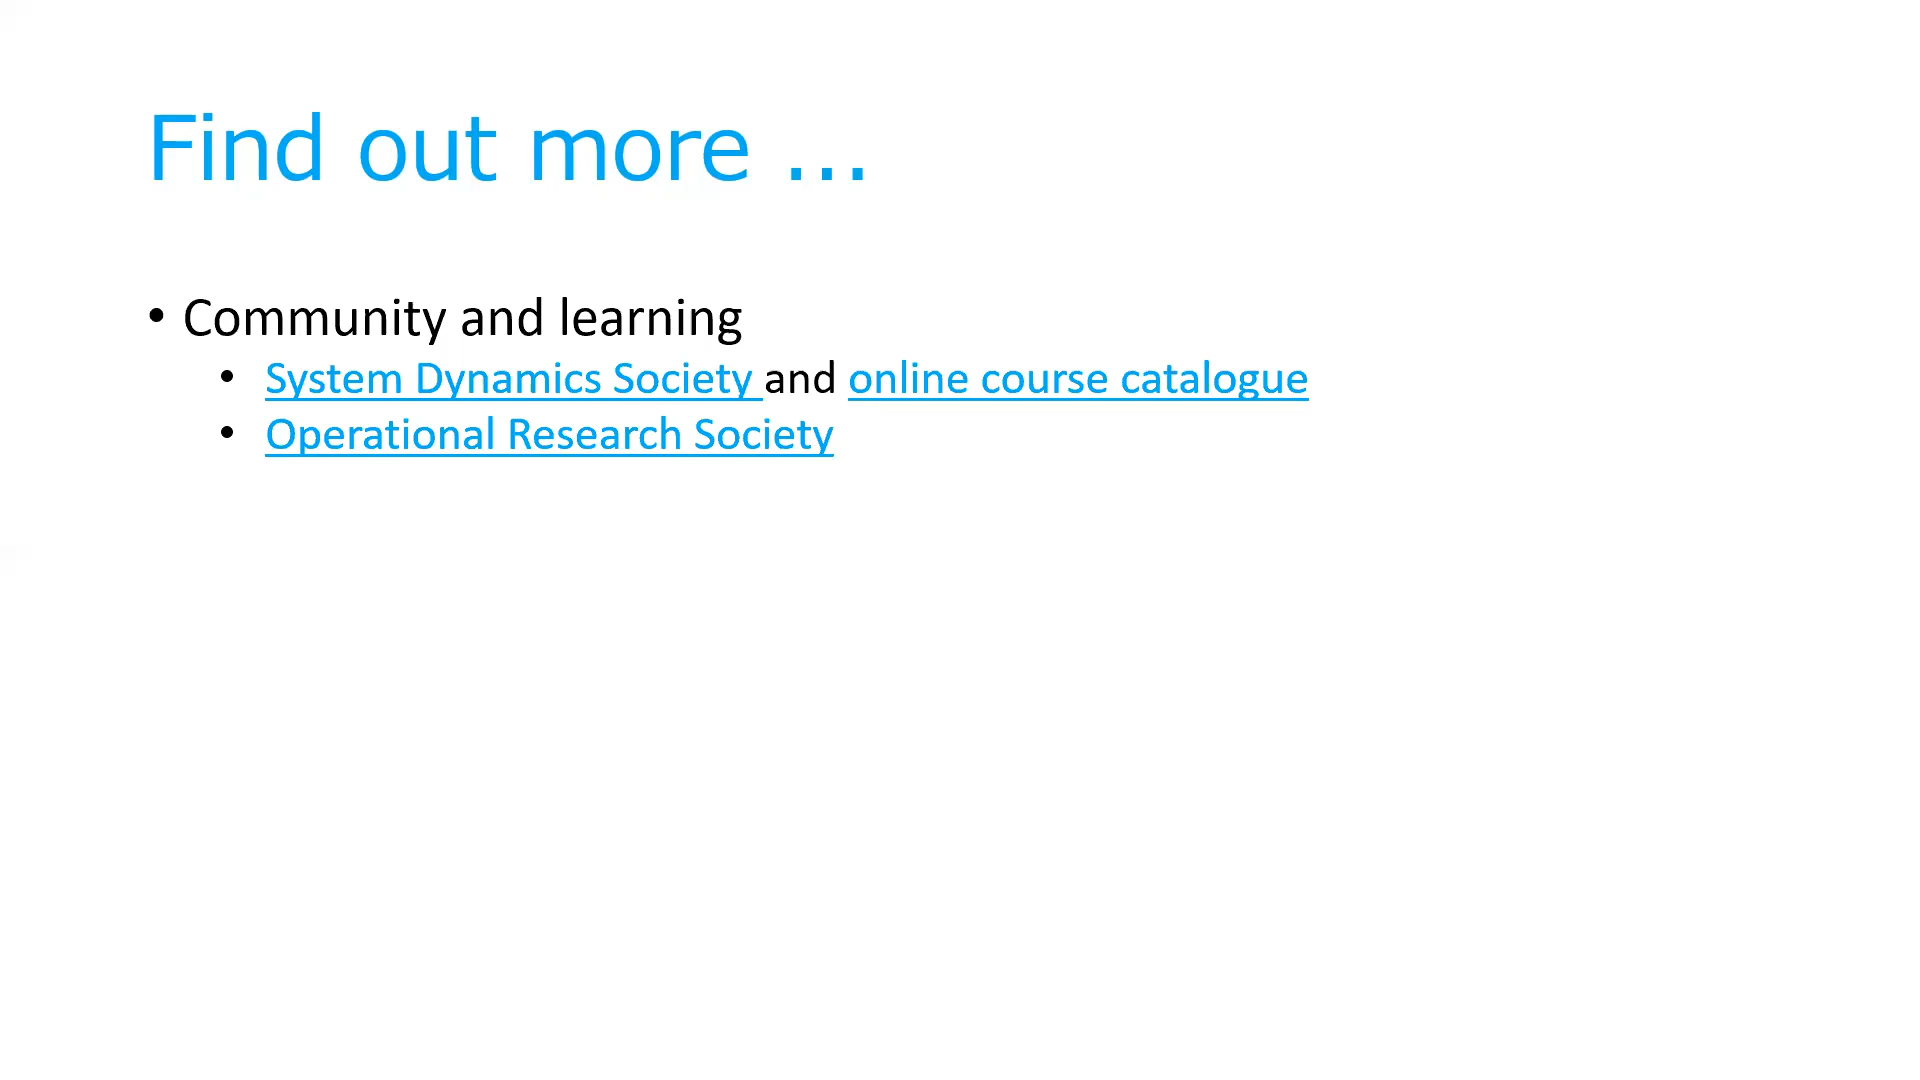 Find out more ...
• Community and learning
• System Dynamics Society and online course catalogue
• Operational Research Society